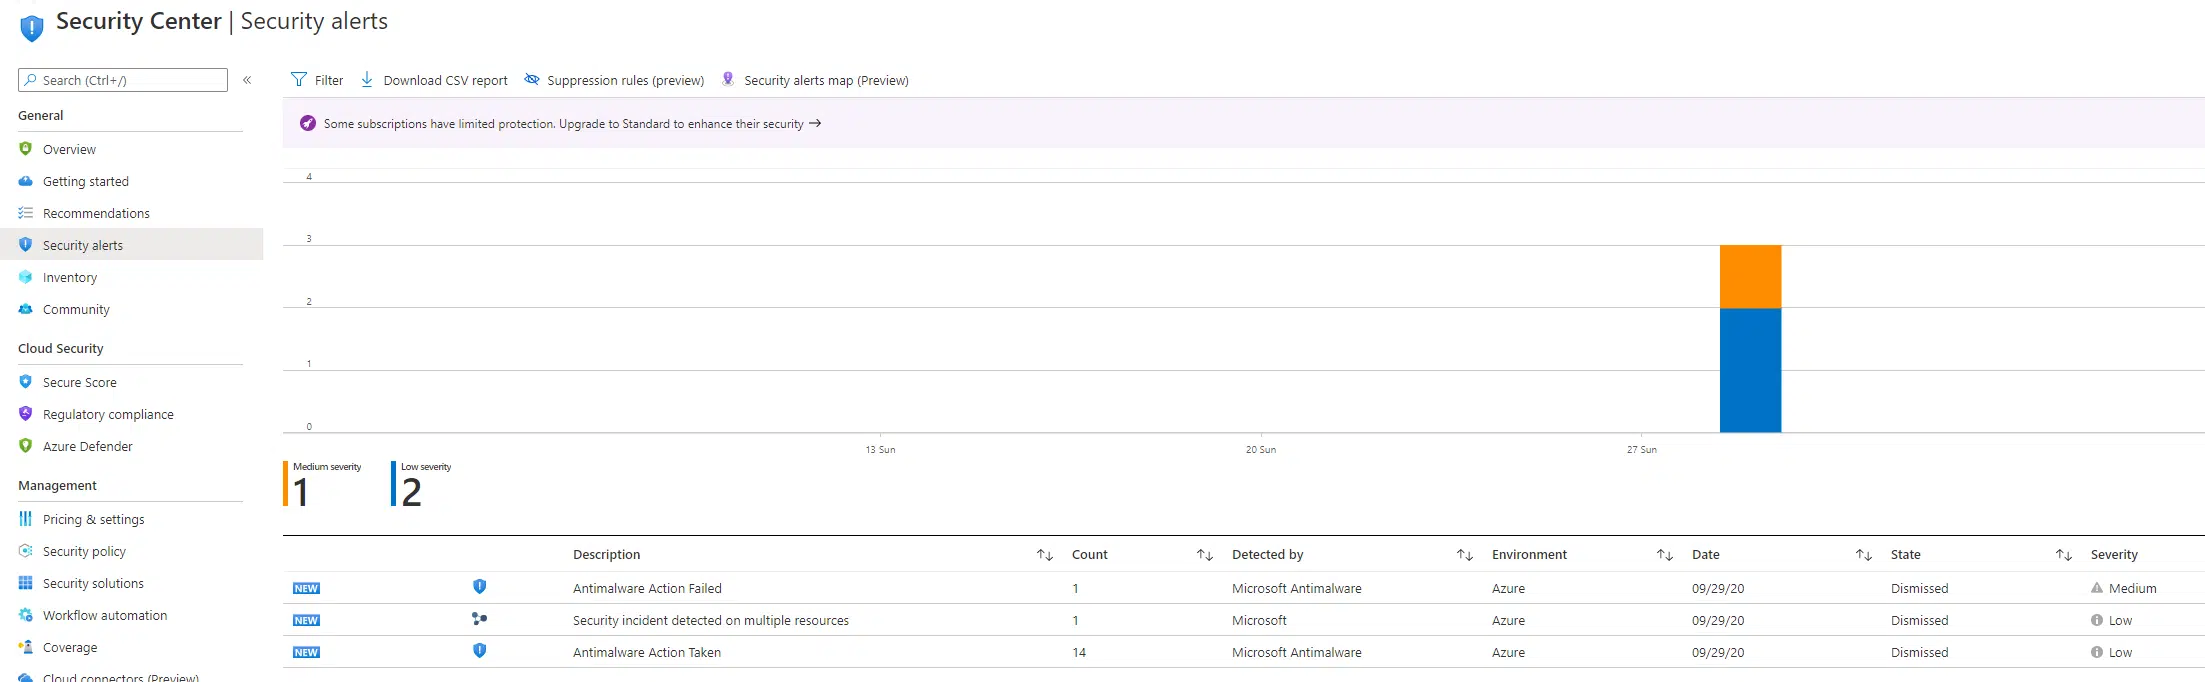 Security Center | Security alerts
Search (Ctrl+/)
«
Filter
Download CSV report
Suppression rules (preview)
Security alerts map (Preview)
General
Overview
Getting started
Recommendations
Security alerts
Inventory
Community
Cloud Security
Secure Score
Regulatory compliance
Azure Defender
Management
Pricing & settings
Security policy
Security solutions
Workflow automation
Coverage
Cloud connectors (Preview)
Some subscriptions have limited protection. Upgrade to Standard to enhance their security →
4
3
2
1
0
13 Sun
20 Sun
27 Sun
Medium severity
1
Low severity
2
Description Count Detected by Environment Date State Severity
NEW Antimalware Action Failed 1 Microsoft Antimalware Azure 09/29/20 Dismissed Medium
NEW Security incident detected on multiple resources 1 Microsoft Azure 09/29/20 Dismissed Low
NEW Antimalware Action Taken 14 Microsoft Antimalware Azure 09/29/20 Dismissed Low